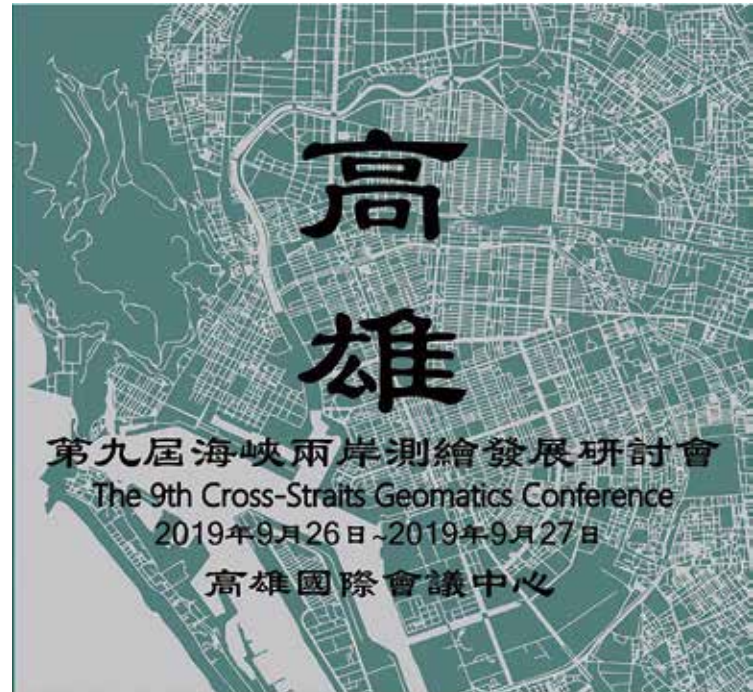 高
雄
第九屆海峽兩岸測繪發展研討會
The 9th Cross-Straits Geomatics Conference
2019年9月26日~2019年9月27日
高雄國際會議中心